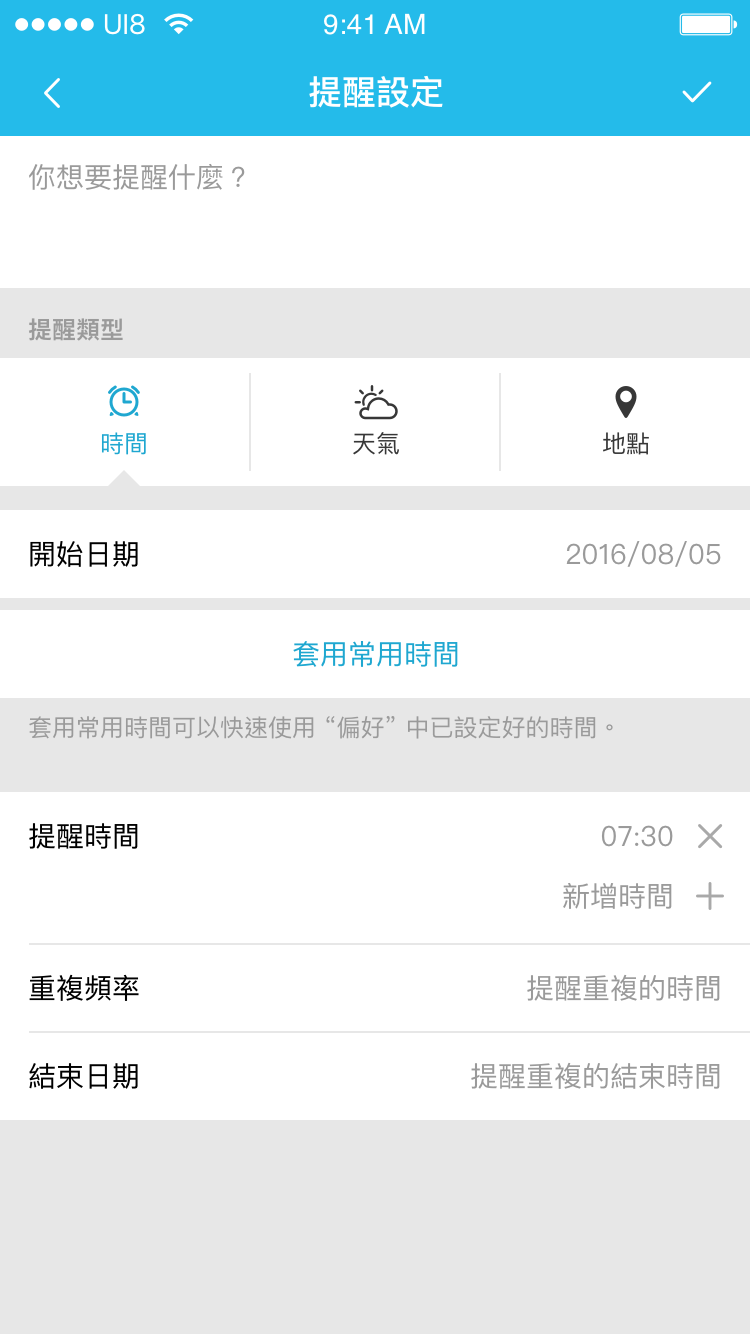 UI8 9:41 AM
提醒設定
你想要提醒什麼？
提醒類型
時間 天氣 地點
開始日期 2016/08/05
套用常用時間
套用常用時間可以快速使用“偏好”中已設定好的時間。
提醒時間 07:30
新增時間
重複頻率 提醒重複的時間
結束日期 提醒重複的結束時間